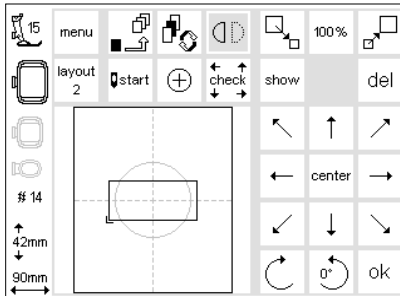 15
menu
100%
layout
2
start
check
show
del
center
# 14
42mm
90mm
0°
ok